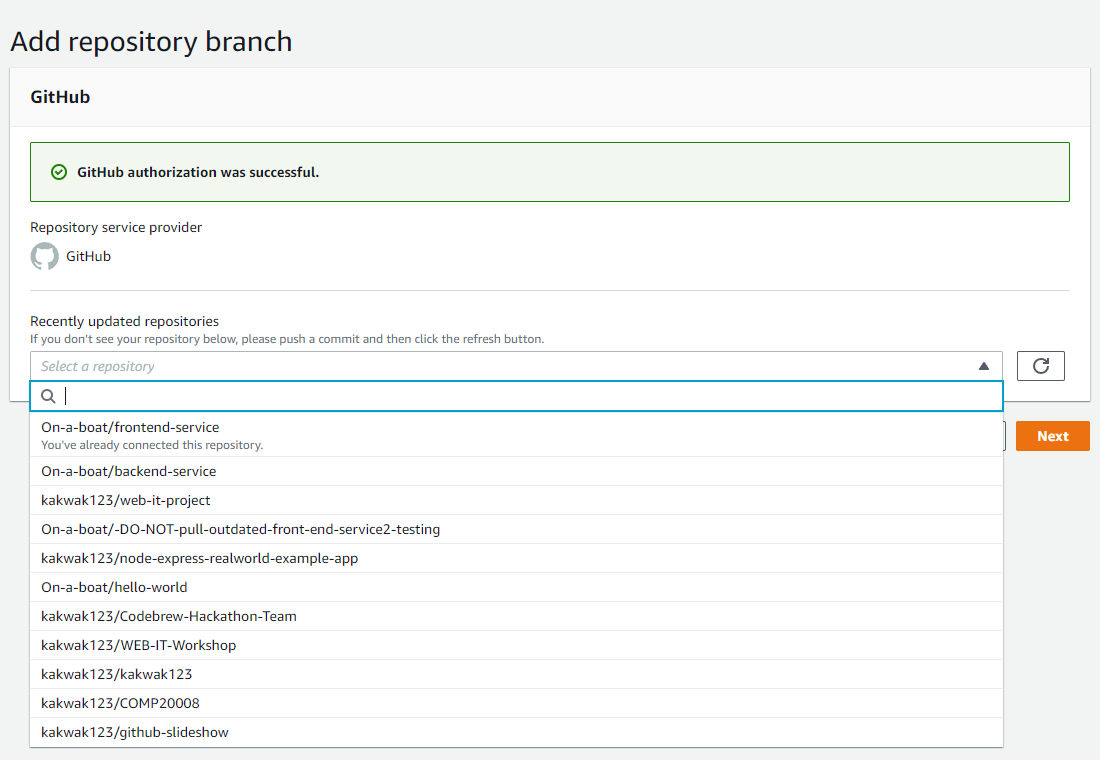 Add repository branch
GitHub
GitHub authorization was successful.
Repository service provider
GitHub
Recently updated repositories
If you don't see your repository below, please push a commit and then click the refresh button.
Select a repository
On-a-boat/frontend-service
You've already connected this repository.
Next
On-a-boat/backend-service
kakwak123/web-it-project
On-a-boat/-DO-NOT-pull-outdated-front-end-service2-testing
kakwak123/node-express-realworld-example-app
On-a-boat/hello-world
kakwak123/Codebrew-Hackathon-Team
kakwak123/WEB-IT-Workshop
kakwak123/kakwak123
kakwak123/COMP20008
kakwak123/github-slideshow